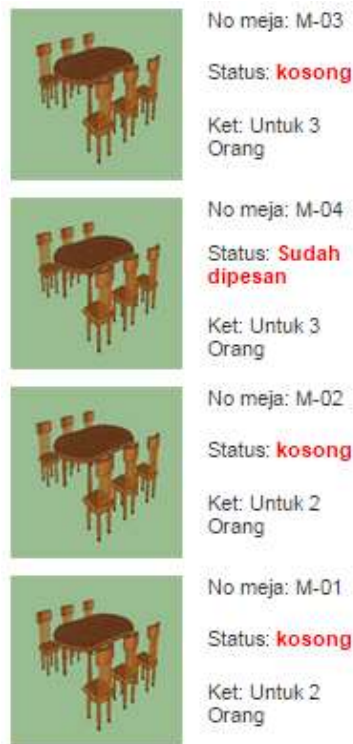 No meja: M-03
Status: kosong
Ket: Untuk 3
Orang
No meja: M-04
Status: Sudah
dipesan
Ket: Untuk 3
Orang
No meja: M-02
Status: kosong
Ket: Untuk 2
Orang
No meja: M-01
Status: kosong
Ket: Untuk 2
Orang